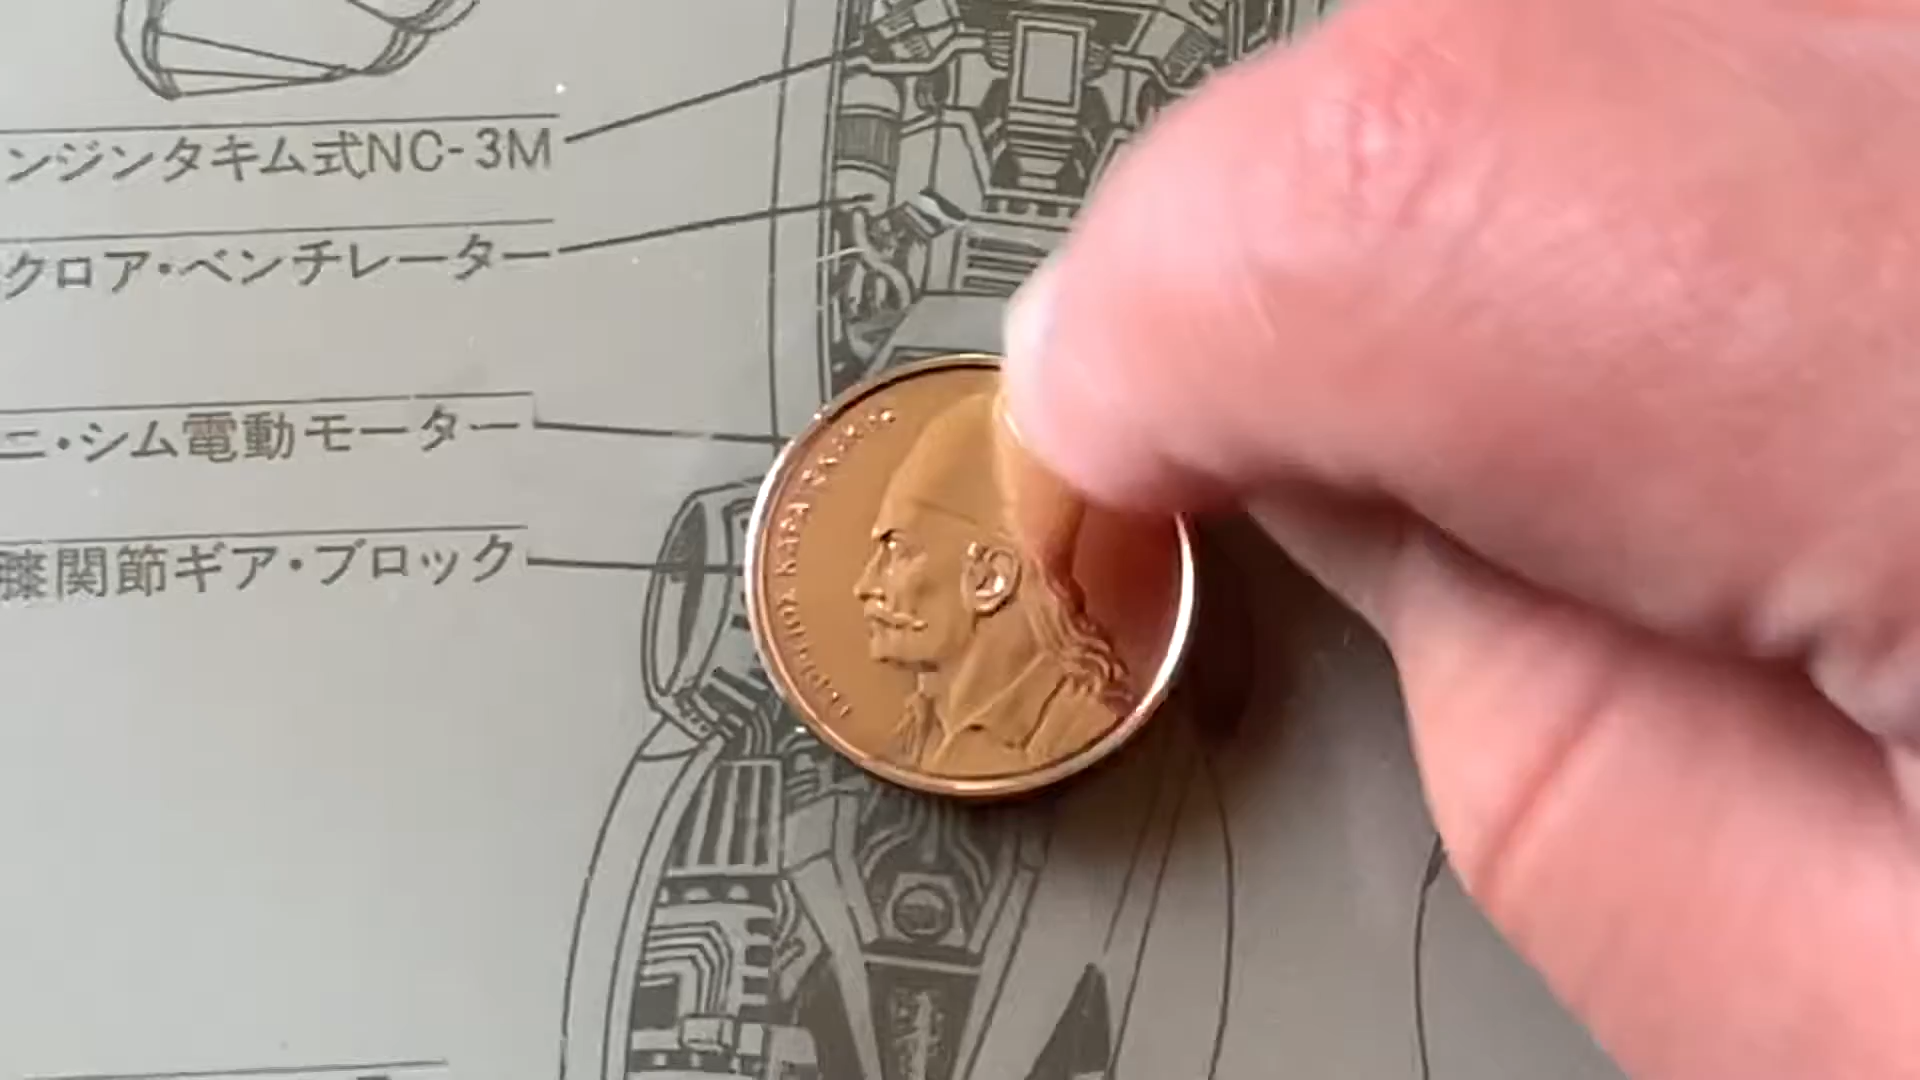 ンジンタキム式NC-3M
クロア・ベンチレーター
ニ・シム電動モーター
膝関節ギア・ブロック